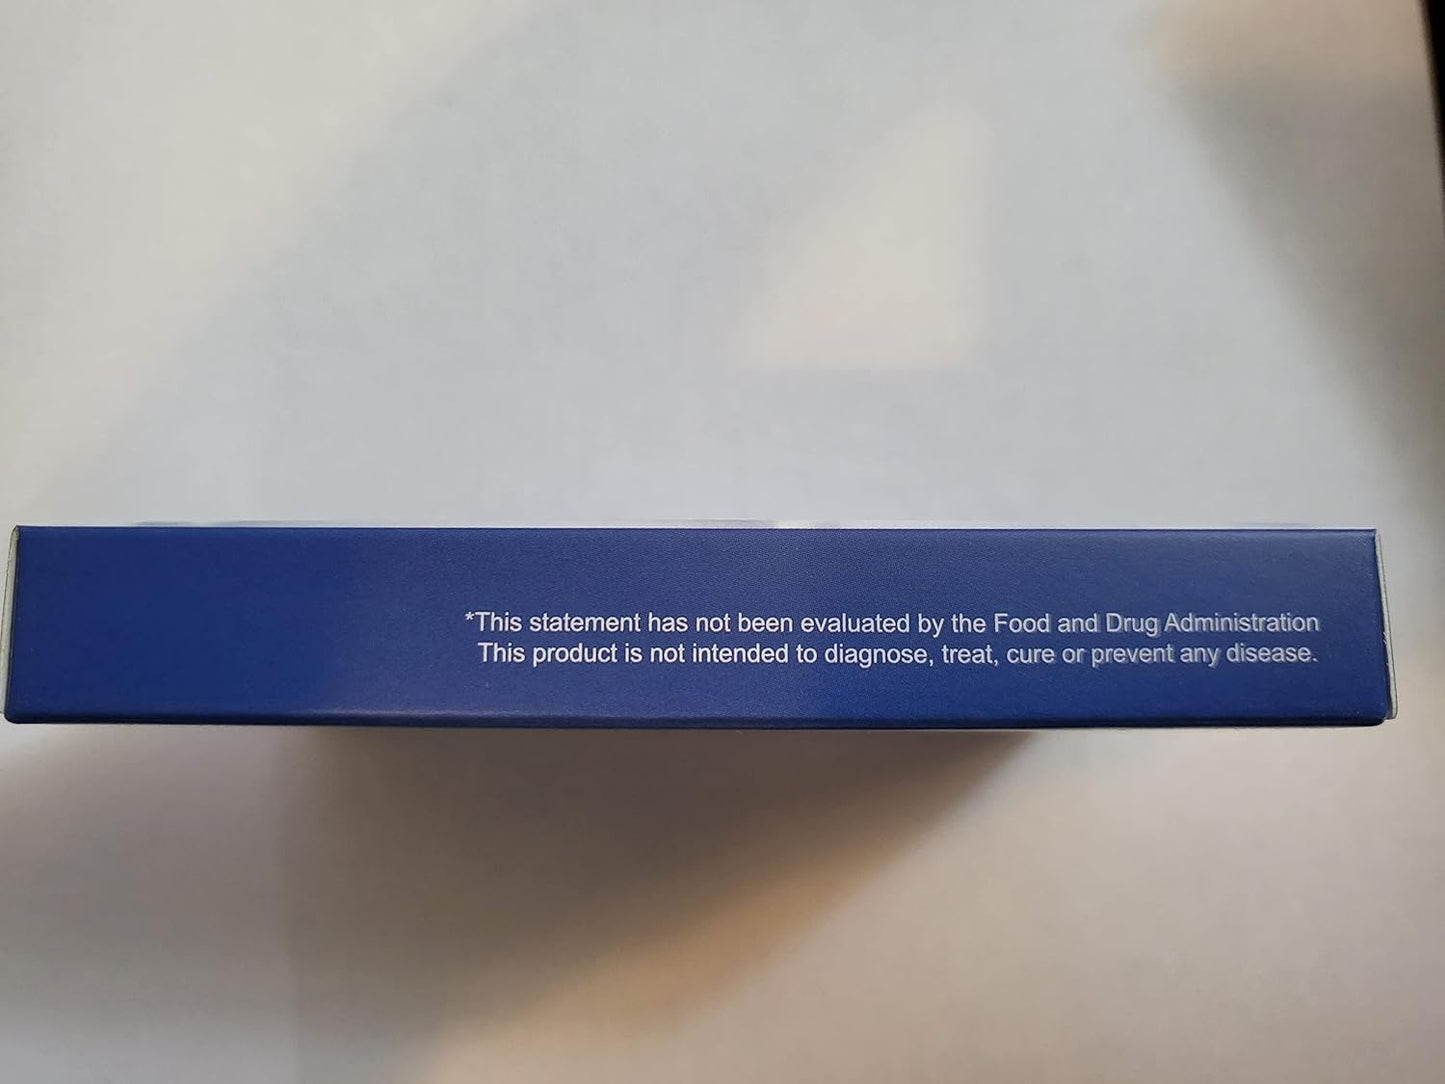 *This statement has not been evaluated by the Food and Drug Administration
This product is not intended to diagnose, treat, cure or prevent any disease.